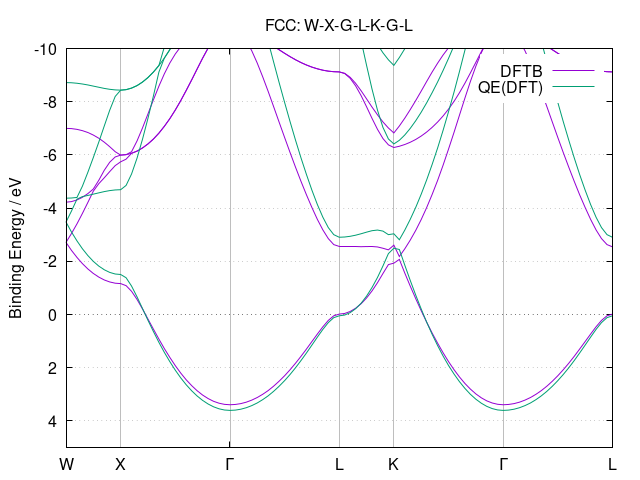 FCC: W-X-G-L-K-G-L
DFTB
QE(DFT)
Binding Energy / eV
-10
-8
-6
-4
-2
0
2
4
W X Γ L K Γ L